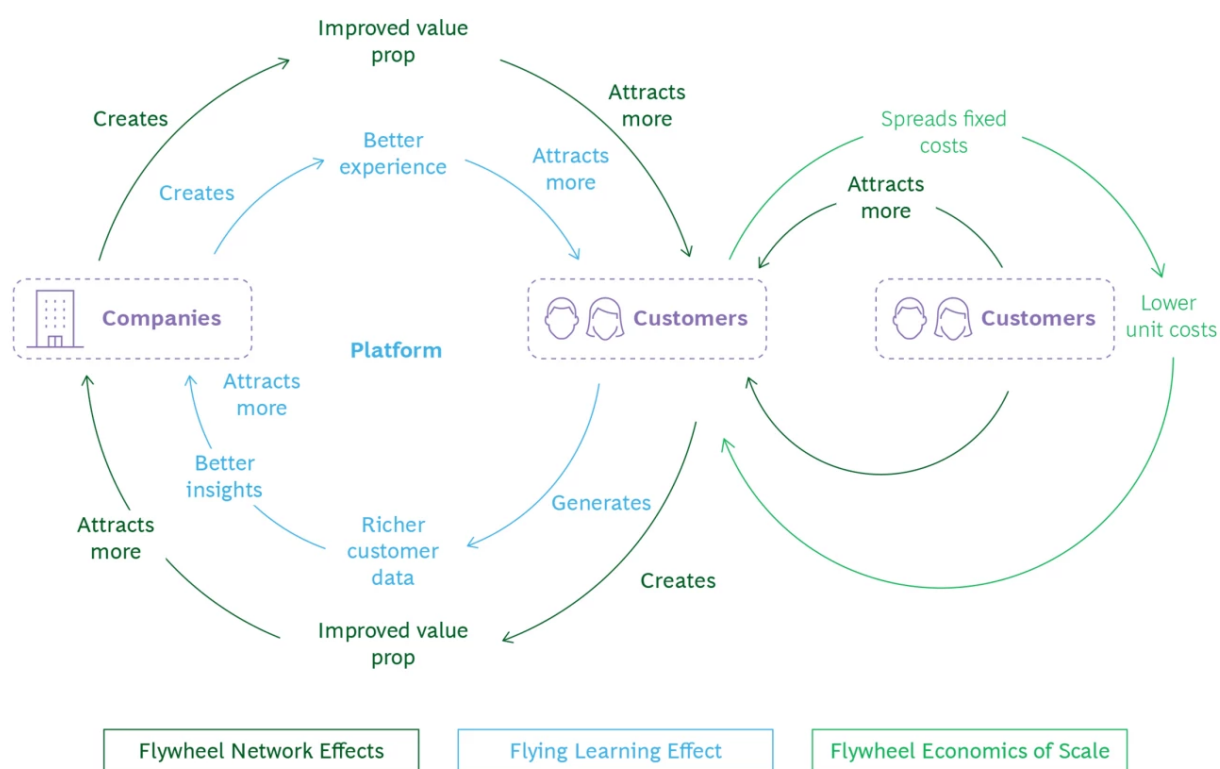 Improved value
prop
Creates
Attracts
more
Better
experience
Creates
Attracts
more
Spreads fixed
costs
Attracts
more
Companies
Platform
Customers
Customers
Lower
unit costs
Attracts
more
Better
insights
Generates
Richer
customer
data
Attracts
more
Creates
Improved value
prop
Flywheel Network Effects
Flying Learning Effect
Flywheel Economics of Scale